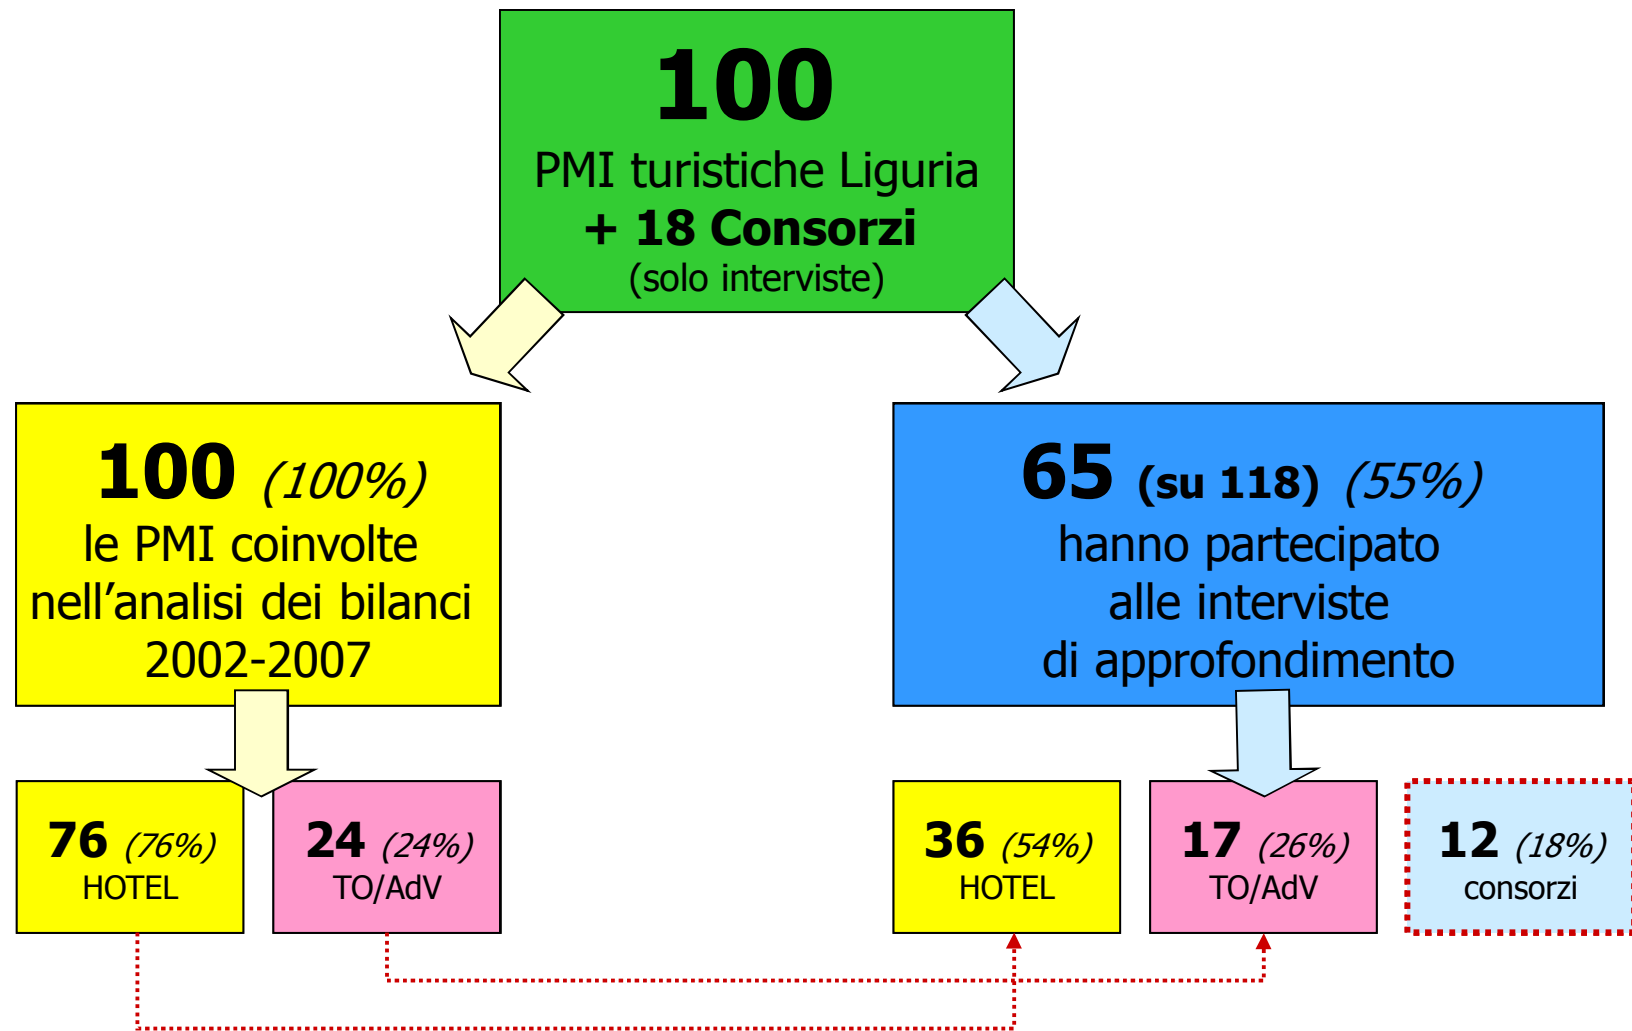 100
PMI turistiche Liguria
+ 18 Consorzi
(solo interviste)
100 (100%)
le PMI coinvolte
nell’analisi dei bilanci
2002-2007
65 (su 118) (55%)
hanno partecipato
alle interviste
di approfondimento
76 (76%)
HOTEL
24 (24%)
TO/AdV
36 (54%)
HOTEL
17 (26%)
TO/AdV
12 (18%)
consorzi